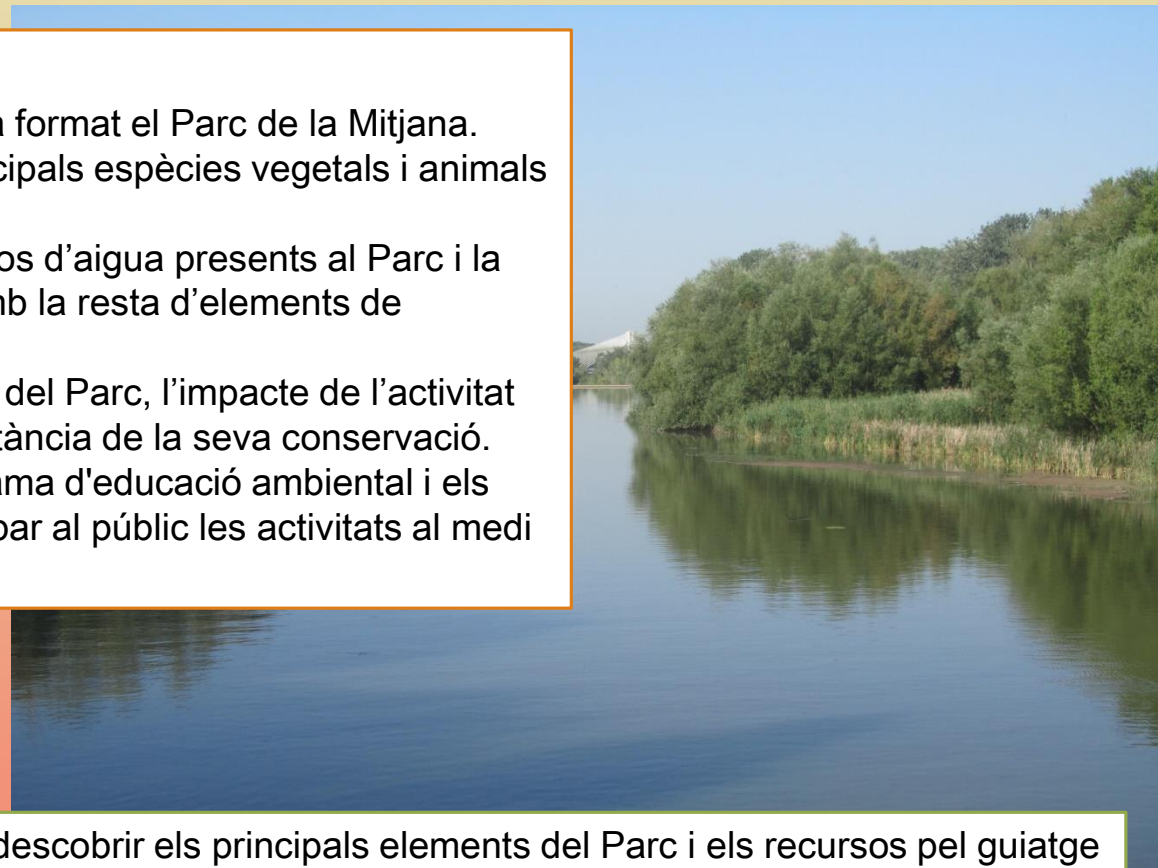 format el Parc de la Mitjana.
cipals espècies vegetals i animals
os d’aigua presents al Parc i la
nb la resta d’elements de
del Parc, l’impacte de l’activitat
tància de la seva conservació.
ama d'educació ambiental i els
par al públic les activitats al medi
descobrir els principals elements del Parc i els recursos pel guiatge